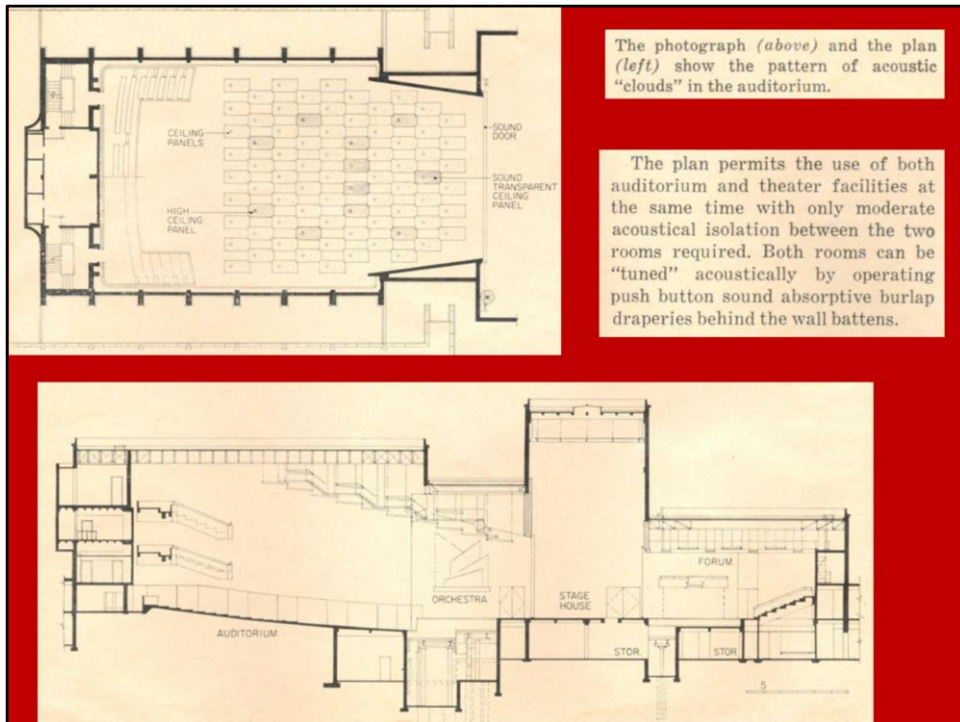 The photograph (above) and the plan
(left) show the pattern of acoustic
"clouds" in the auditorium.
CEILING
PANELS
SOUND
DOOR
SOUND
TRANSPARENT
CEILING
PANEL
HIGH
CEILING
PANEL
The plan permits the use of both
auditorium and theater facilities at
the same time with only moderate
acoustical isolation between the two
rooms required. Both rooms can be
"tuned" acoustically by operating
push button sound absorptive burlap
draperies behind the wall battens.
FORUM
ORCHESTRA
STAGE
HOUSE
AUDITORIUM
STOR.
STOR
5